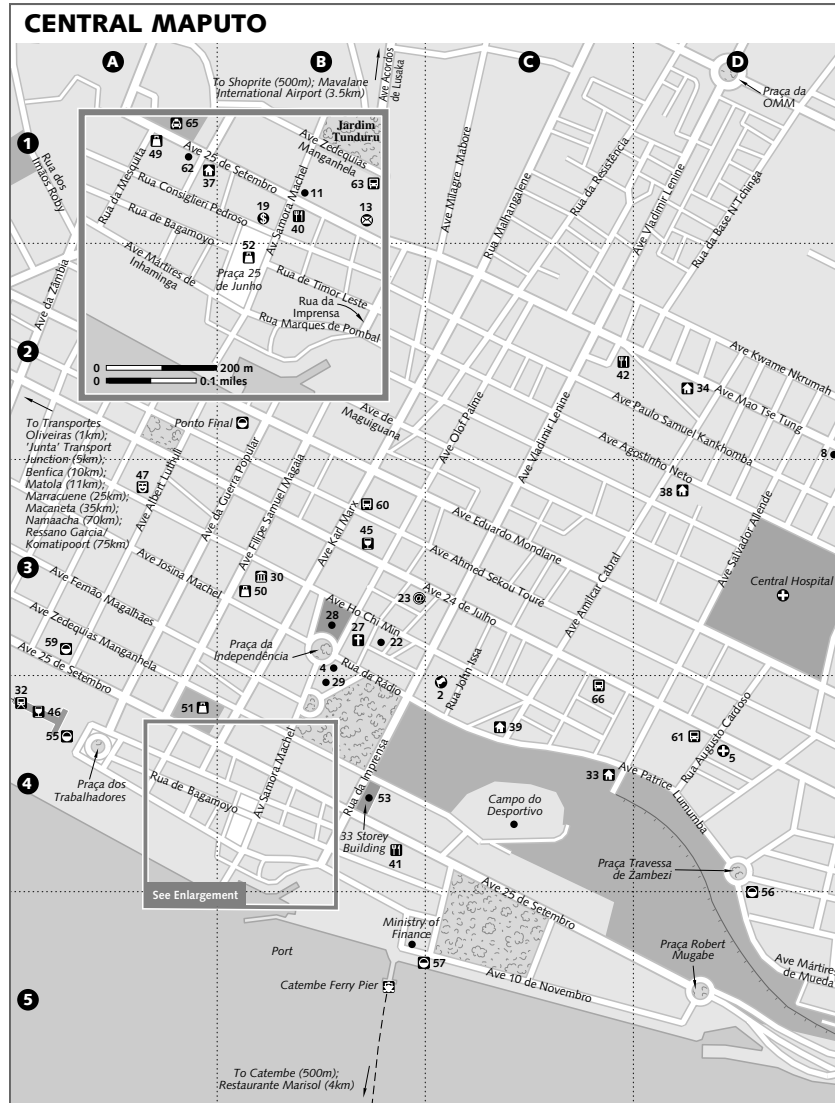 CENTRAL MAPUTO
A
B
C
D
1
2
3
4
5
To Shoprite (500m); Mavalane
International Airport (3.5km)
Ave Acordos
de Lusaka
Praça da
OMM
Rua dos
Irmãos Roby
65
49
62
37
Ave 25 de Setembro
Jardim
Tunduru
Ave Zedequias
Manganhela
63
Rua da Mesquita
Rua Consiglieri Pedroso
19
11
40
13
Av Samora Machel
Rua de Bagamoyo
52
Praça 25
de Junho
Ave Mártires de
Inhaminga
Rua de Timor Leste
Rua da
Imprensa
Rua Marques de Pombal
0
200 m
0
0.1 miles
Ave Milagre Mabore
Rua Malhangalene
Rua da Resistência
Ave Vladimir Lenine
Rua da Base N'Tchinga
Ave da Zâmbia
42
34
Ave Kwame Nkrumah
Ave Mao Tse Tung
Ave Paulo Samuel Kankhomba
Ave Agostinho Neto
8
38
To Transportes
Oliveiras (1km);
'Junta' Transport
Junction (5km);
Benfica (10km);
Matola (11km);
Marracuene (25km);
Macaneta (35km);
Namaacha (70km);
Ressano Garcia/
Komatipoort (75km)
Ponto Final
47
Ave Albert Luthuli
Ave da Guerra Popular
Ave Filipe Samuel Magaia
Ave de
Maguiguana
Ave Karl Marx
Ave Olof Palme
Ave Vladimir Lenine
60
45
Ave Eduardo Mondlane
Ave Ahmed Sekou Touré
Ave 24 de Julho
Ave Amilcar Cabral
Ave Salvador Allende
Central Hospital
Ave Josina Machel
30
50
Ave Ho Chi Min
23
28
27
22
Ave Fernão Magalhães
Ave Zedequias Manganhela
Ave 25 de Setembro
59
Praça da
Independência
4
29
Rua da Rádio
2
Rua John Issa
66
32
46
55
51
39
61
5
Rua Augusto Cardoso
33
Ave Patrice Lumumba
Praça dos
Trabalhadores
Rua de Bagamoyo
Av Samora Machel
Rua da Imprensa
53
33 Storey
Building
41
Campo do
Desportivo
Praça Travessa
de Zambezi
56
See Enlargement
Ave 25 de Setembro
Port
Ministry of
Finance
57
Catembe Ferry Pier
Ave 10 de Novembro
Praça Robert
Mugabe
Ave Mártires
de Mueda
To Catembe (500m);
Restaurante Marisol (4km)